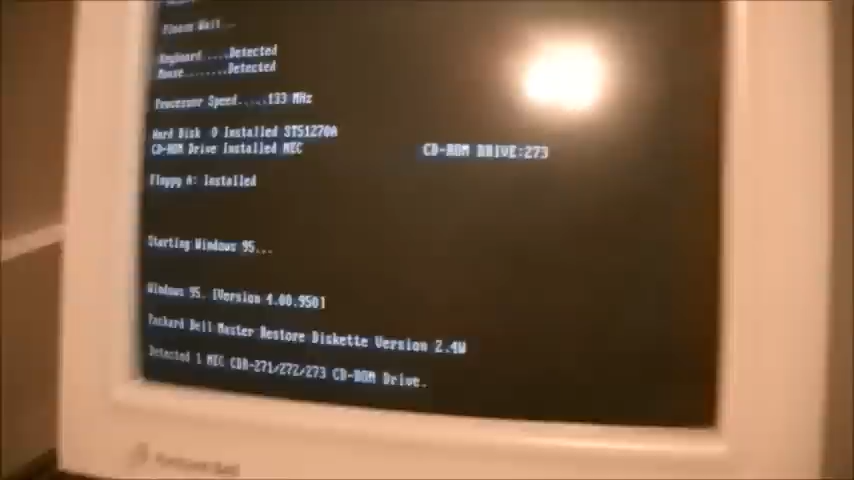 Please Wait...
Keyboard....Detected
Mouse.......Detected
Processor Speed.....133 MHz
Hard Disk 0 Installed ST51270A
CD-ROM Drive Installed NEC CD-ROM DRIVE:273
Floppy A: Installed
Starting Windows 95...
Windows 95. [Version 4.00.950]
Packard Bell Master Restore Diskette Version 2.4W
Detected 1 NEC CDR-271/272/273 CD-ROM Drive.
Packard Bell